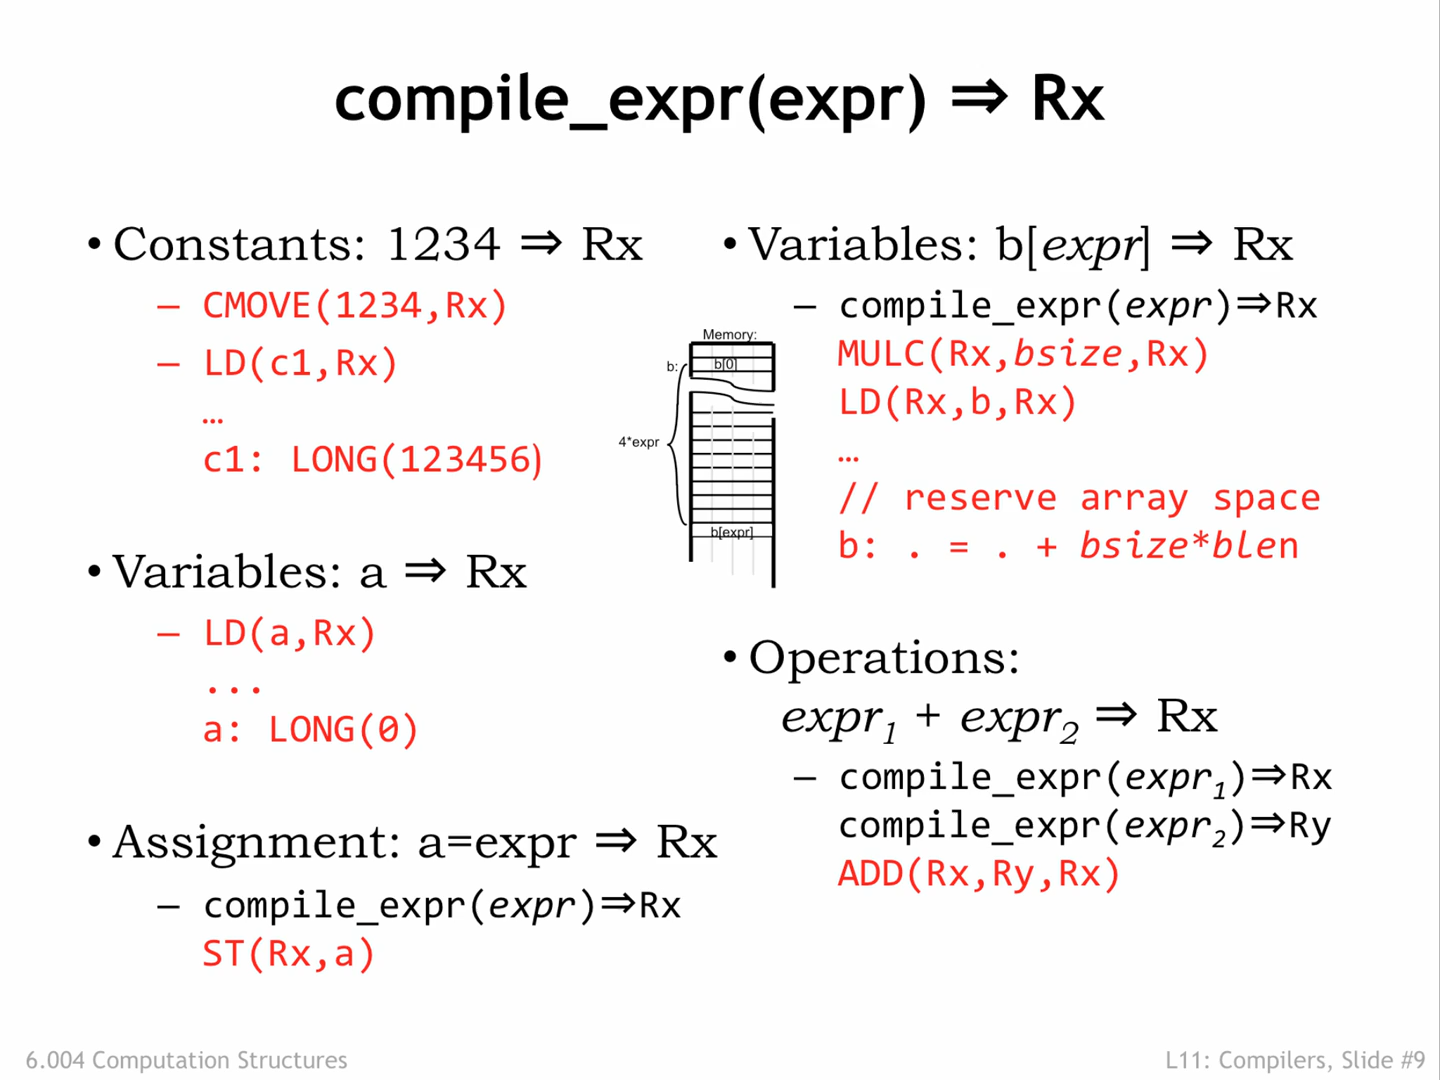 compile_expr(expr) ⇒ Rx
• Constants: 1234 ⇒ Rx
– CMOVE(1234,Rx)
– LD(c1,Rx)
…
c1: LONG(123456)
• Variables: a ⇒ Rx
– LD(a,Rx)
...
a: LONG(0)
• Assignment: a=expr ⇒ Rx
– compile_expr(expr)⇒Rx
ST(Rx,a)
Memory:
b:
b[0]
4*expr
b[expr]
• Variables: b[expr] ⇒ Rx
– compile_expr(expr)⇒Rx
MULC(Rx,bsize,Rx)
LD(Rx,b,Rx)
…
// reserve array space
b: . = . + bsize*blen
• Operations:
expr₁ + expr₂ ⇒ Rx
– compile_expr(expr₁)⇒Rx
compile_expr(expr₂)⇒Ry
ADD(Rx,Ry,Rx)
6.004 Computation Structures
L11: Compilers, Slide #9